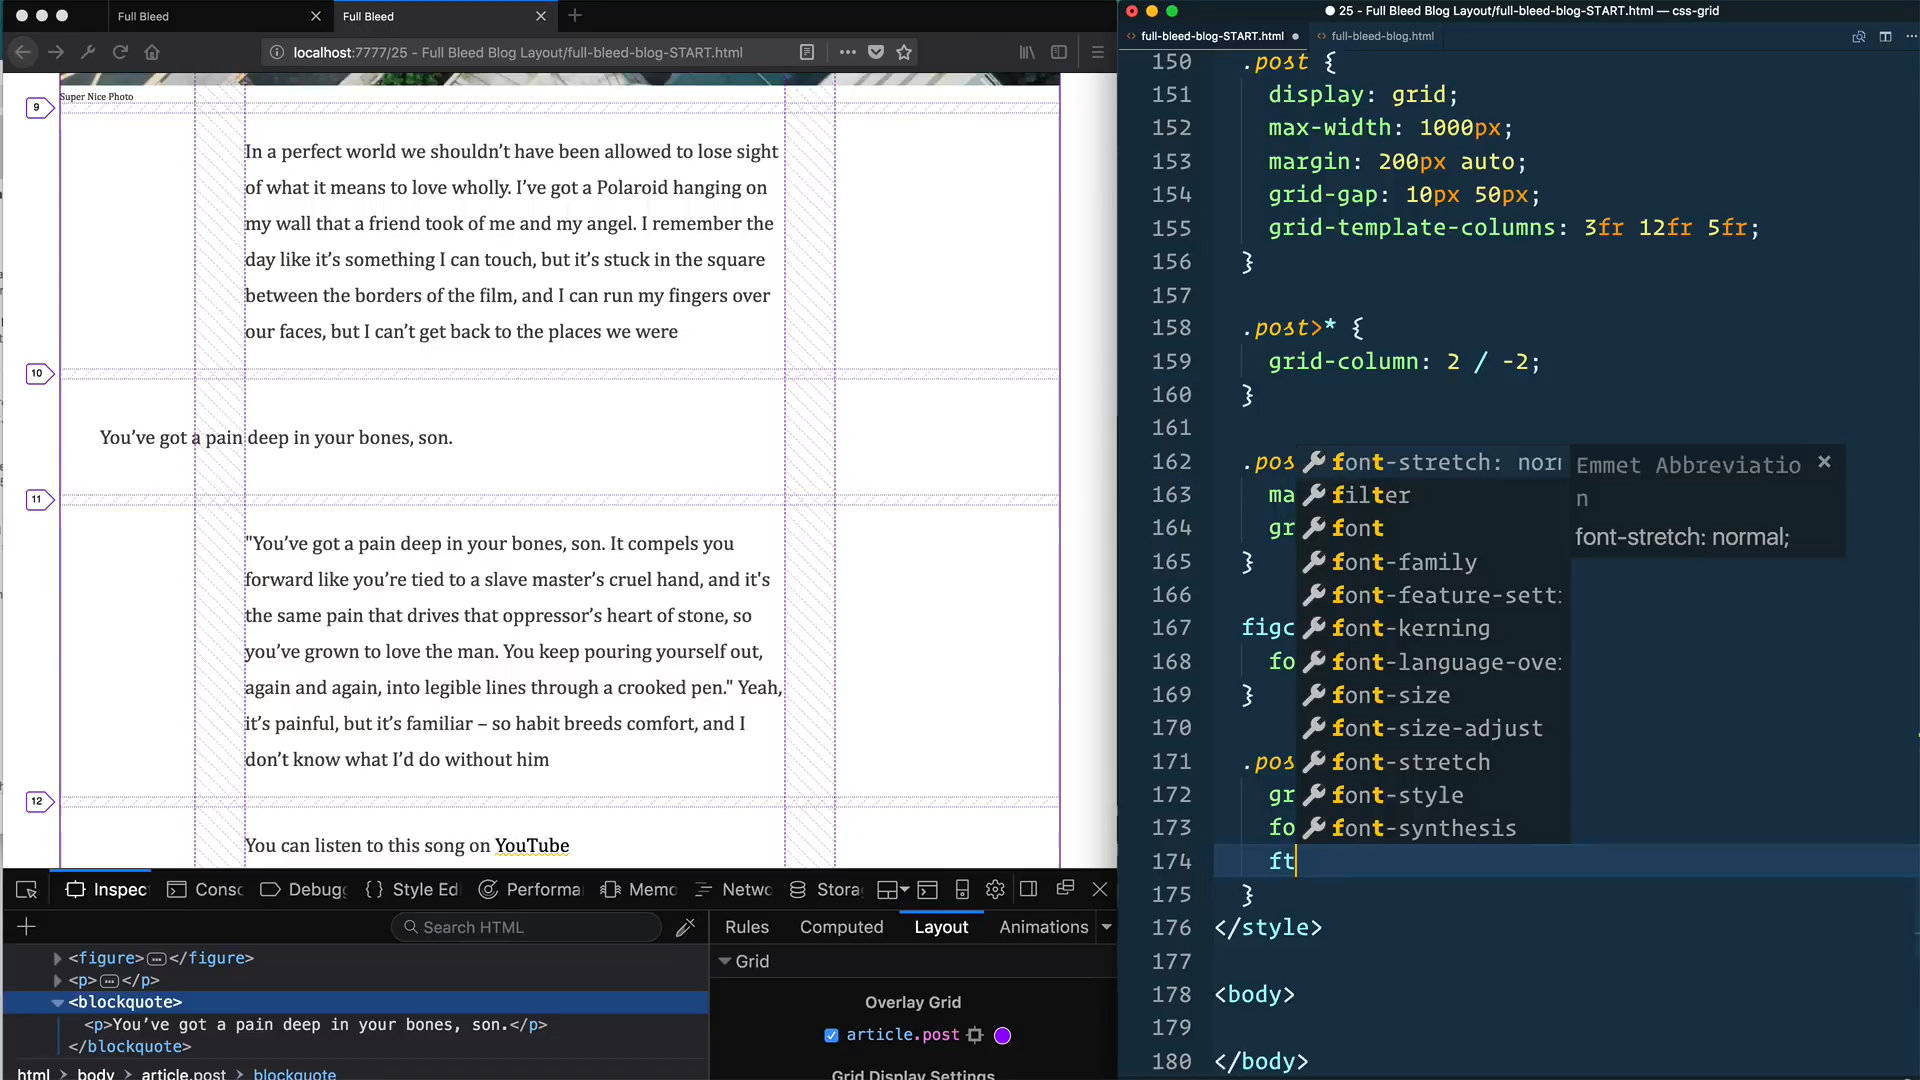 Full Bleed
Full Bleed
localhost:7777/25 - Full Bleed Blog Layout/full-bleed-blog-START.html
Super Nice Photo
9
In a perfect world we shouldn’t have been allowed to lose sight
of what it means to love wholly. I’ve got a Polaroid hanging on
my wall that a friend took of me and my angel. I remember the
day like it’s something I can touch, but it’s stuck in the square
between the borders of the film, and I can run my fingers over
our faces, but I can’t get back to the places we were
10
You’ve got a pain deep in your bones, son.
11
"You’ve got a pain deep in your bones, son. It compels you
forward like you’re tied to a slave master’s cruel hand, and it's
the same pain that drives that oppressor’s heart of stone, so
you’ve grown to love the man. You keep pouring yourself out,
again and again, into legible lines through a crooked pen." Yeah,
it’s painful, but it’s familiar – so habit breeds comfort, and I
don’t know what I’d do without him
12
You can listen to this song on YouTube
Inspec Consc Debug Style Ed Performa Memo Netwo Stora
Search HTML
Rules Computed Layout Animations
<figure></figure>
<p></p>
<blockquote>
<p>You’ve got a pain deep in your bones, son.</p>
</blockquote>
html > body > article.post > blockquote
Grid
Overlay Grid
article.post
Grid Display Settings
25 - Full Bleed Blog Layout/full-bleed-blog-START.html — css-grid
full-bleed-blog-START.html
full-bleed-blog.html
150 .post {
151 display: grid;
152 max-width: 1000px;
153 margin: 200px auto;
154 grid-gap: 10px 50px;
155 grid-template-columns: 3fr 12fr 5fr;
156 }
157
158 .post>* {
159 grid-column: 2 / -2;
160 }
161
162 .pos
163 ma
164 gr
165 }
166
167 figc
168 fo
169 }
170
171 .pos
172 gr
173 fo
174 ft
175 }
176 </style>
177
178 <body>
179
180 </body>
font-stretch: nor
filter
font
font-family
font-feature-sett
font-kerning
font-language-ove
font-size
font-size-adjust
font-stretch
font-style
font-synthesis
Emmet Abbreviatio
n
font-stretch: normal;